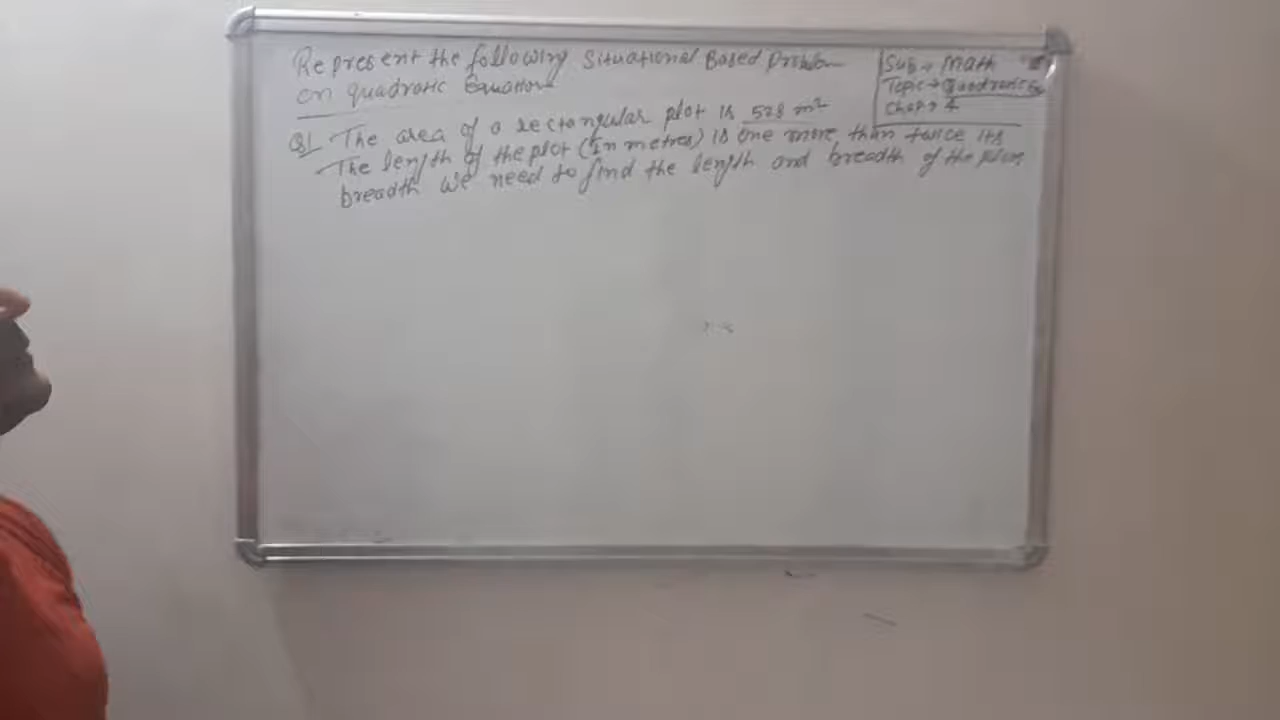 Represent the following Situational Based Problem
on quadratic Equations
Sub → Math
Topic → Quadratic Eq
Chap → 4
Q1 The area of a rectangular plot is 528 m²
The length of the plot (In metres) is one more than twice its
breadth we need to find the length and breadth of the plot.